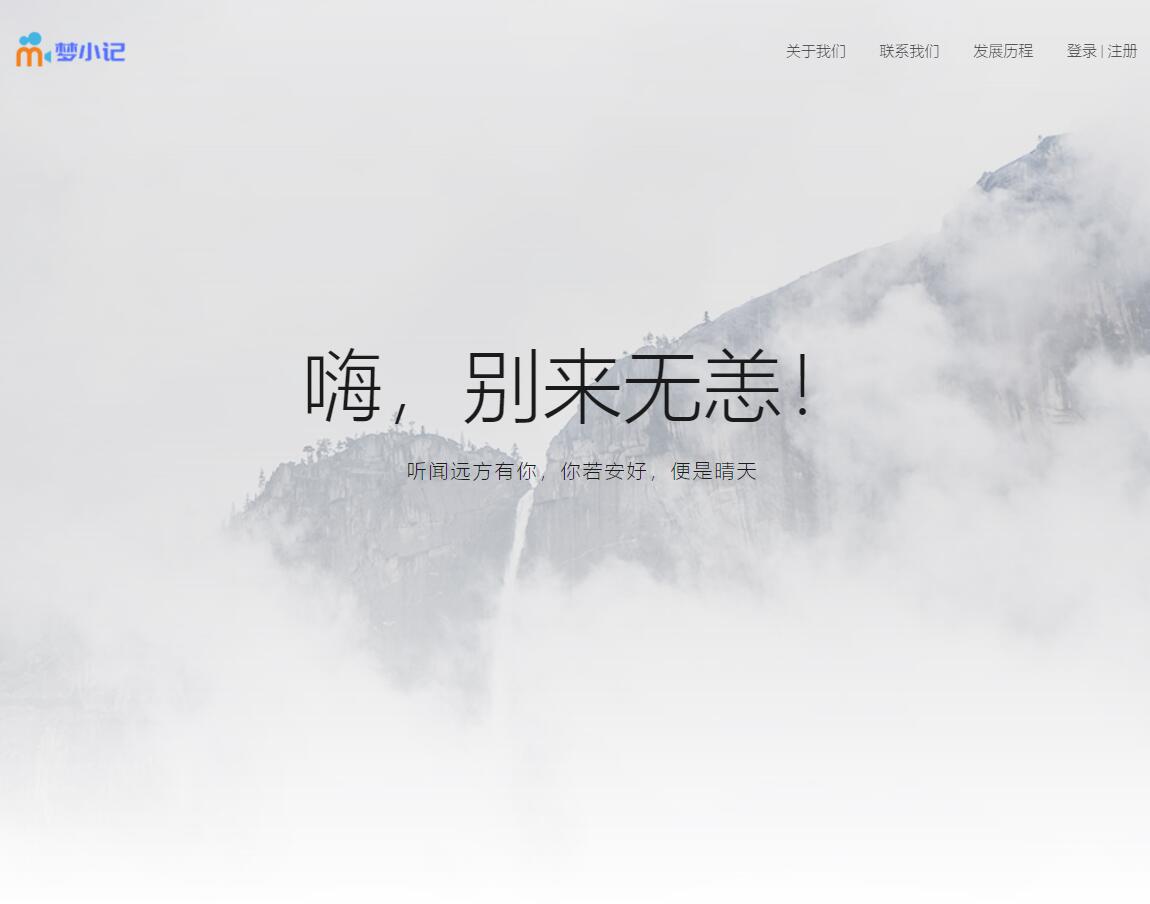 梦小记
关于我们 联系我们 发展历程 登录 | 注册
嗨，别来无恙！
听闻远方有你，你若安好，便是晴天